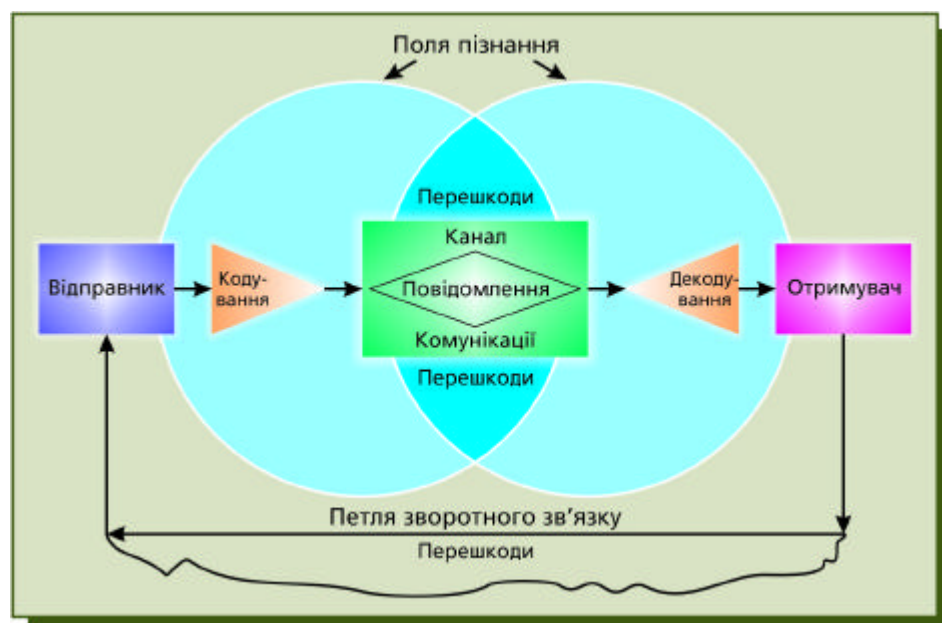 Поля пізнання
Перешкоди
Канал
Відправник
Коду-
вання
Повідомлення
Декоду-
вання
Отримувач
Комунікації
Перешкоди
Петля зворотного зв'язку
Перешкоди